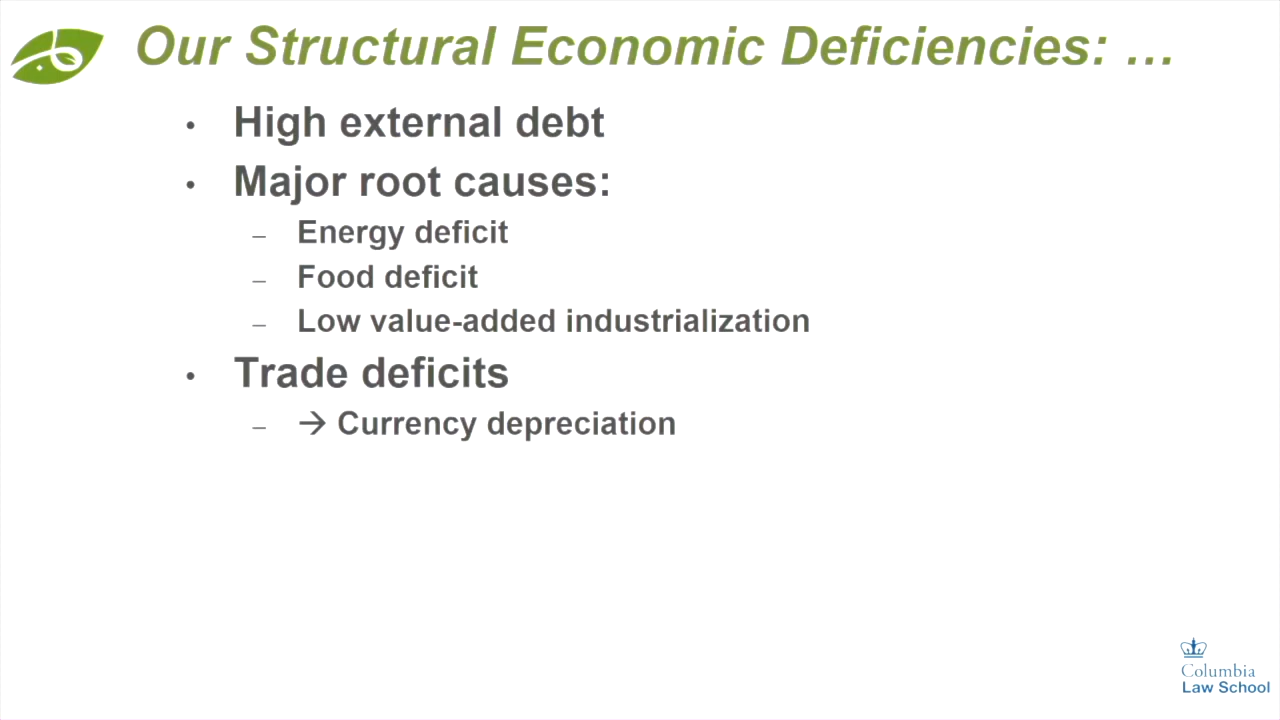 Our Structural Economic Deficiencies: …
• High external debt
• Major root causes:
– Energy deficit
– Food deficit
– Low value-added industrialization
• Trade deficits
– → Currency depreciation
Columbia
Law School